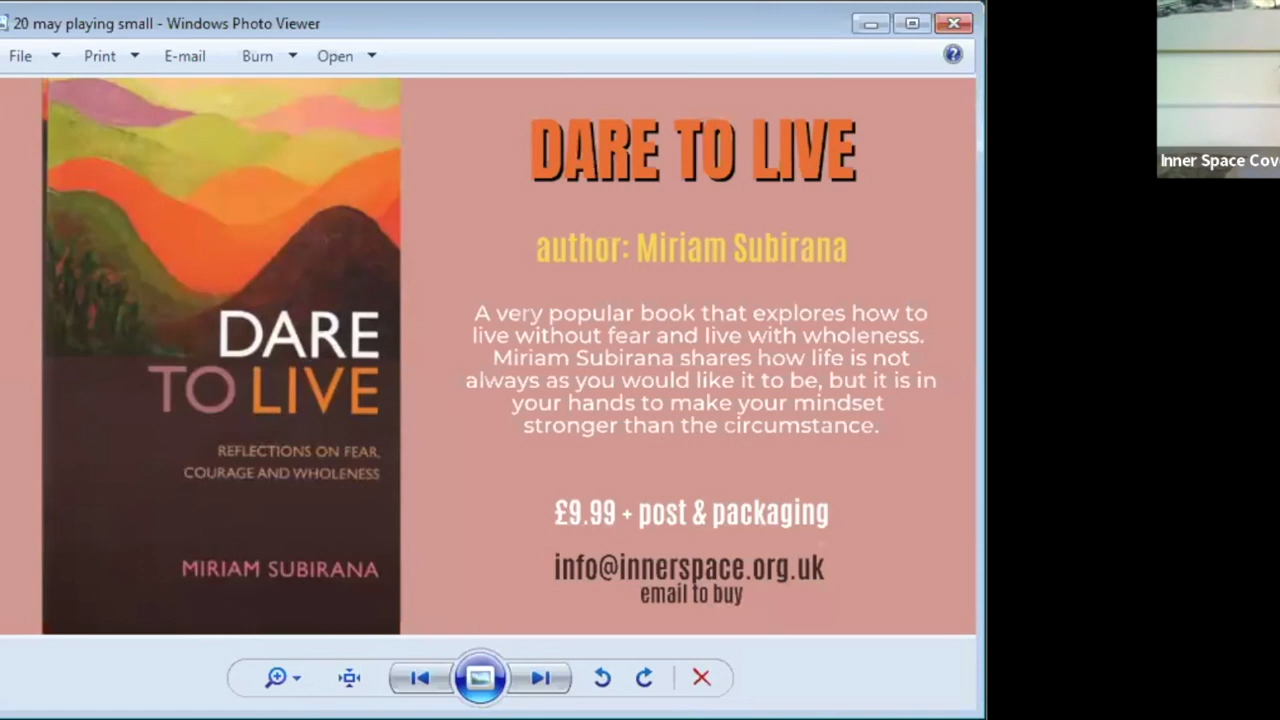 20 may playing small - Windows Photo Viewer
File Print E-mail Burn Open
DARE
TO LIVE
REFLECTIONS ON FEAR,
COURAGE AND WHOLENESS
MIRIAM SUBIRANA
DARE TO LIVE
author: Miriam Subirana
A very popular book that explores how to
live without fear and live with wholeness.
Miriam Subirana shares how life is not
always as you would like it to be, but it is in
your hands to make your mindset
stronger than the circumstance.
£9.99 + post & packaging
info@innerspace.org.uk
email to buy
Inner Space Cov